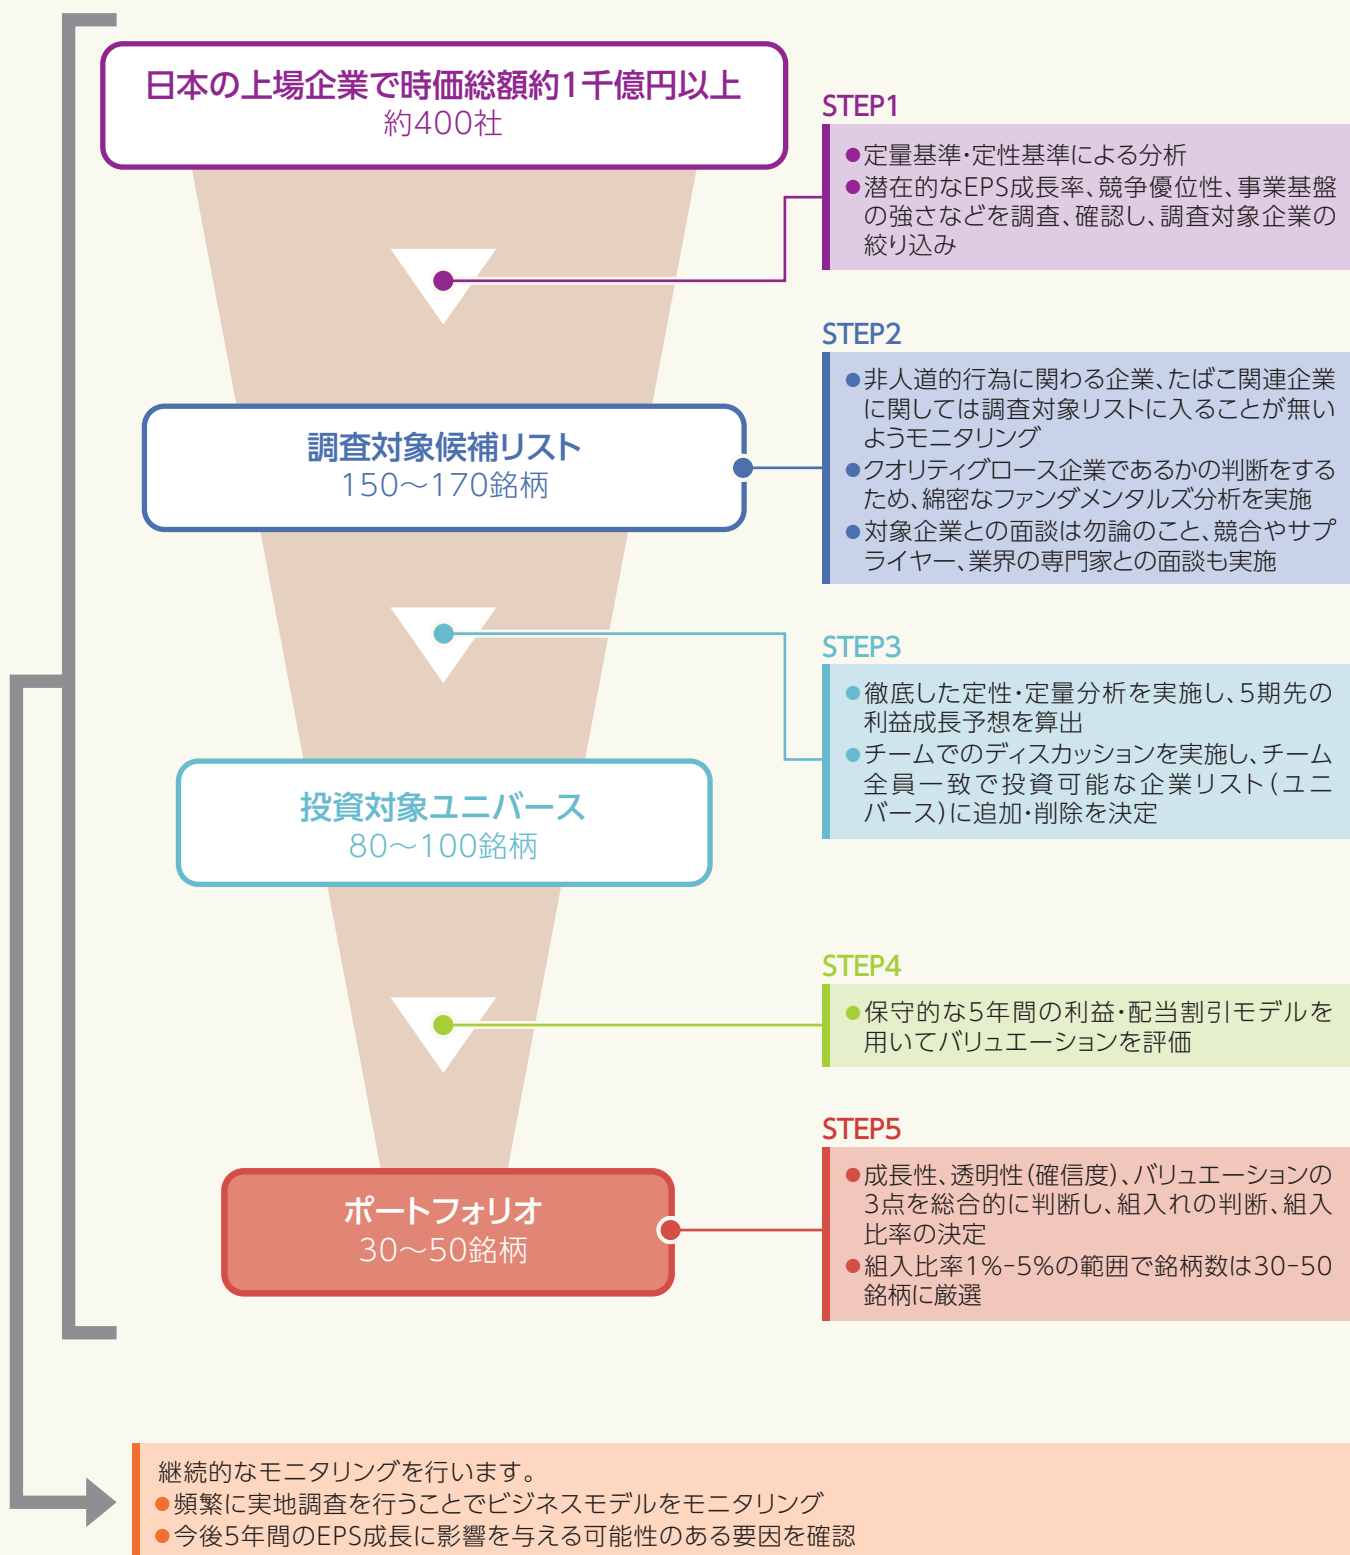 日本の上場企業で時価総額約1千億円以上
約400社
STEP1
●定量基準・定性基準による分析
●潜在的なEPS成長率、競争優位性、事業基盤
の強さなどを調査、確認し、調査対象企業の
絞り込み
STEP2
●非人道的行為に関わる企業、たばこ関連企業
に関しては調査対象リストに入ることが無い
ようモニタリング
●クオリティグロース企業であるかの判断をする
ため、綿密なファンダメンタルズ分析を実施
●対象企業との面談は勿論のこと、競合やサプ
ライヤー、業界の専門家との面談も実施
調査対象候補リスト
150〜170銘柄
STEP3
●徹底した定性・定量分析を実施し、5期先の
利益成長予想を算出
●チームでのディスカッションを実施し、チーム
全員一致で投資可能な企業リスト(ユニ
バース)に追加・削除を決定
投資対象ユニバース
80〜100銘柄
STEP4
●保守的な5年間の利益・配当割引モデルを
用いてバリュエーションを評価
STEP5
●成長性、透明性(確信度)、バリュエーションの
3点を総合的に判断し、組入れの判断、組入
比率の決定
●組入比率1%-5%の範囲で銘柄数は30-50
銘柄に厳選
ポートフォリオ
30〜50銘柄
継続的なモニタリングを行います。
●頻繁に実地調査を行うことでビジネスモデルをモニタリング
●今後5年間のEPS成長に影響を与える可能性のある要因を確認